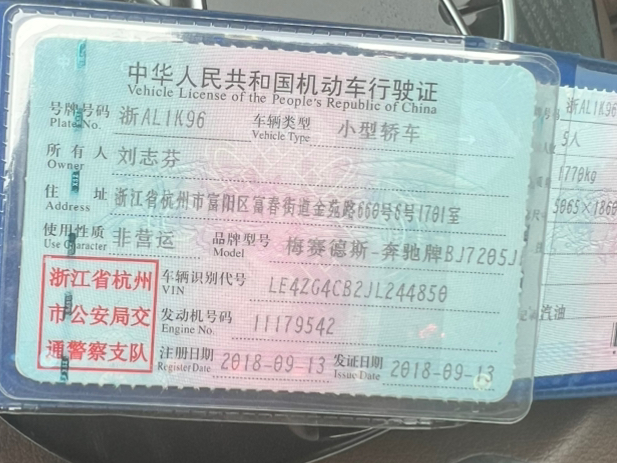 中华人民共和国机动车行驶证
Vehicle License of the People's Republic of China
号牌号码 浙AL1K96 车辆类型 小型轿车
Plate No. Vehicle Type
所有人 刘志芬
Owner
住址 浙江省杭州市富阳区富春街道金苑路660号6号1701室
Address
使用性质 非营运 品牌型号 梅赛德斯-奔驰牌BJ7205J
Use Character Model
浙江省杭州
市公安局交
通警察支队
车辆识别代号 LE4ZG4CB2JL244850
VIN
发动机号码 11179542
Engine No.
注册日期 2018-09-13 发证日期 2018-09-13
Register Date Issue Date
浙AL1K96
5人
1770kg
5065×1860
汽油